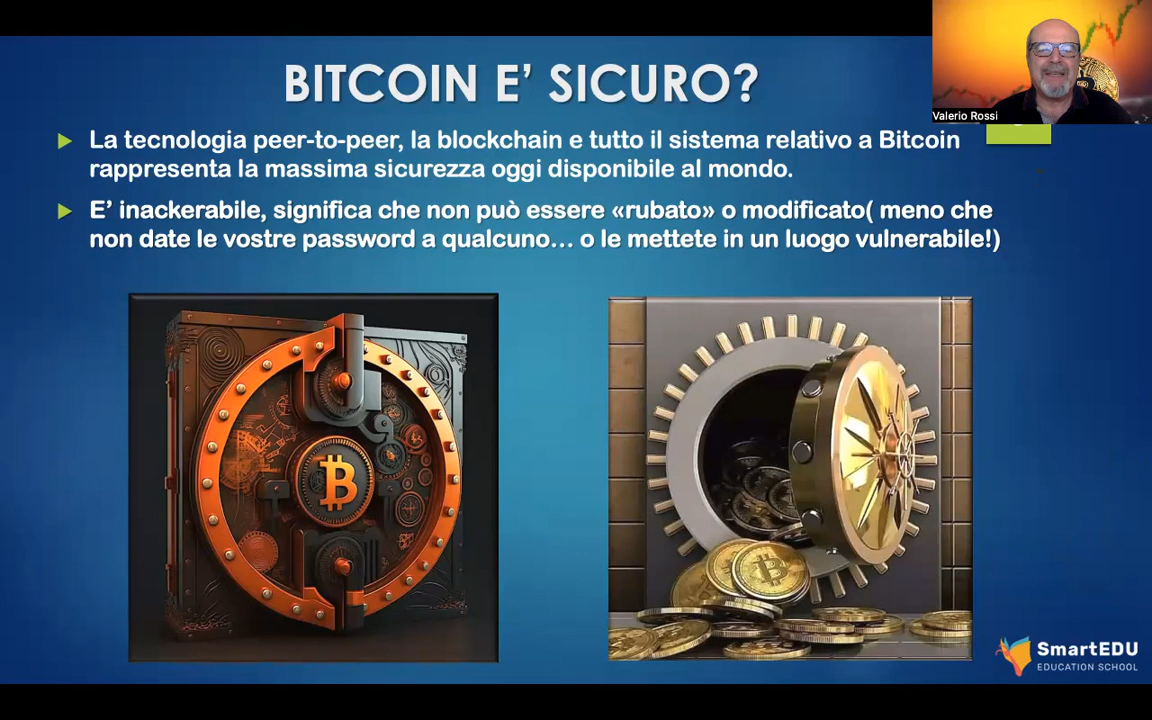 BITCOIN E’ SICURO?
Valerio Rossi
La tecnologia peer-to-peer, la blockchain e tutto il sistema relativo a Bitcoin
rappresenta la massima sicurezza oggi disponibile al mondo.
E’ inackerabile, significa che non può essere «rubato» o modificato( meno che
non date le vostre password a qualcuno... o le mettete in un luogo vulnerabile!)
SmartEDU
EDUCATION SCHOOL